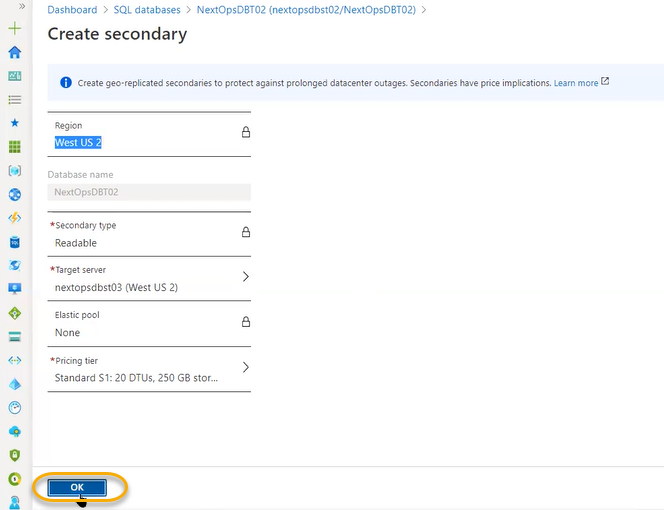 »
Dashboard > SQL databases > NextOpsDBT02 (nextopsdbst02/NextOpsDBT02) >
Create secondary
Create geo-replicated secondaries to protect against prolonged datacenter outages. Secondaries have price implications. Learn more
Region
West US 2
Database name
NextOpsDBT02
*Secondary type
Readable
*Target server
nextopsdbst03 (West US 2)
Elastic pool
None
*Pricing tier
Standard S1: 20 DTUs, 250 GB stor...
OK